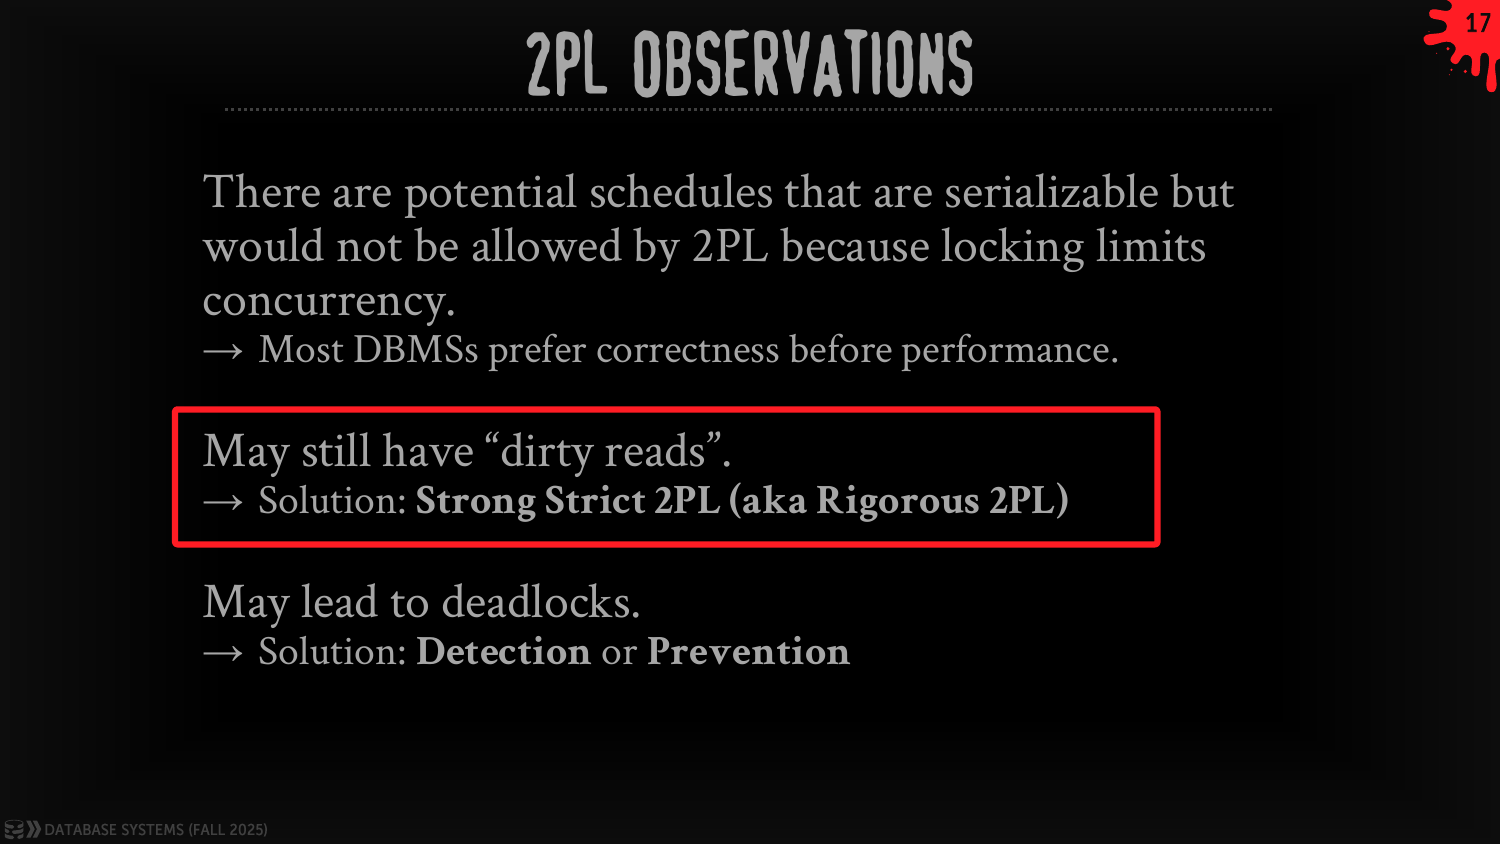 17
2PL OBSERVATIONS
There are potential schedules that are serializable but
would not be allowed by 2PL because locking limits
concurrency.
→ Most DBMSs prefer correctness before performance.
May still have “dirty reads”.
→ Solution: Strong Strict 2PL (aka Rigorous 2PL)
May lead to deadlocks.
→ Solution: Detection or Prevention
DATABASE SYSTEMS (FALL 2025)